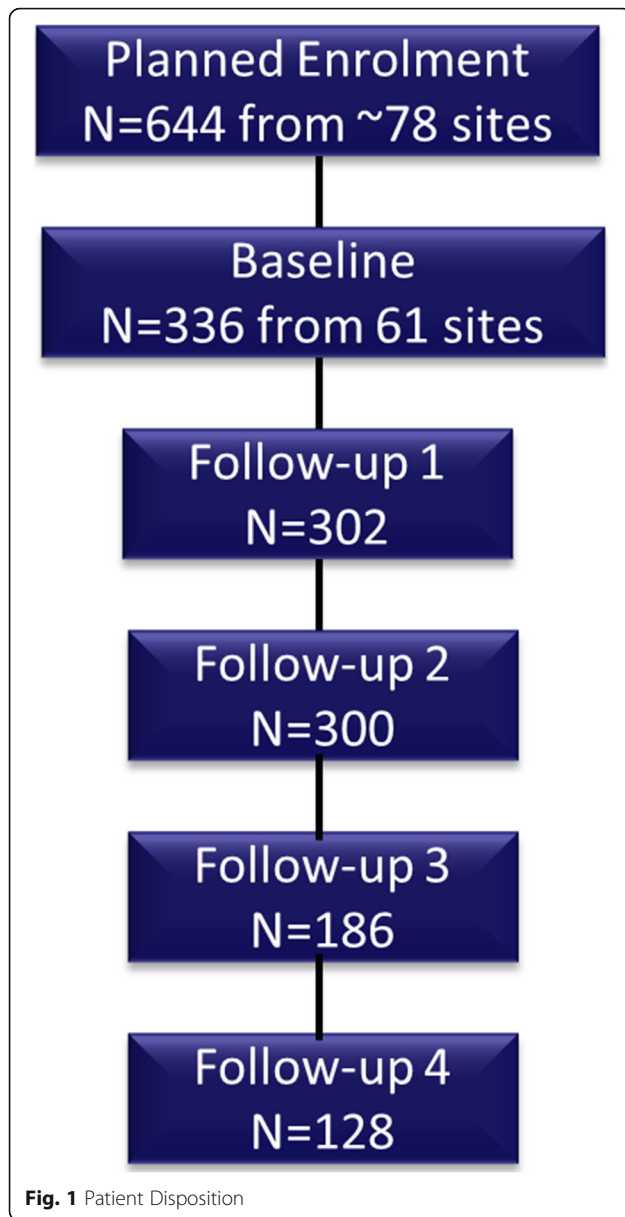 Planned Enrolment
N=644 from ~78 sites
Baseline
N=336 from 61 sites
Follow-up 1
N=302
Follow-up 2
N=300
Follow-up 3
N=186
Follow-up 4
N=128
Fig. 1 Patient Disposition